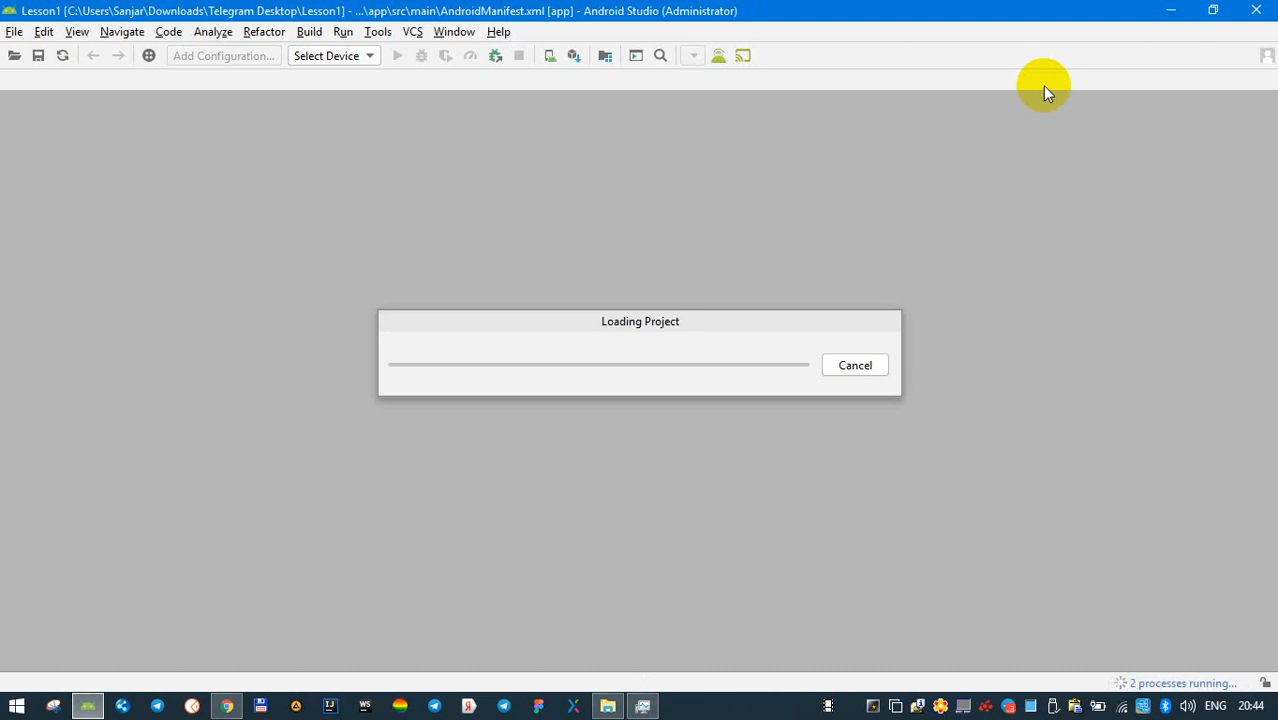 Lesson1 [C:\Users\Sanjar\Downloads\Telegram Desktop\Lesson1] - ...\app\src\main\AndroidManifest.xml [app] - Android Studio (Administrator)
File Edit View Navigate Code Analyze Refactor Build Run Tools VCS Window Help
Add Configuration... Select Device
Loading Project
Cancel
2 processes running...
ENG 20:44